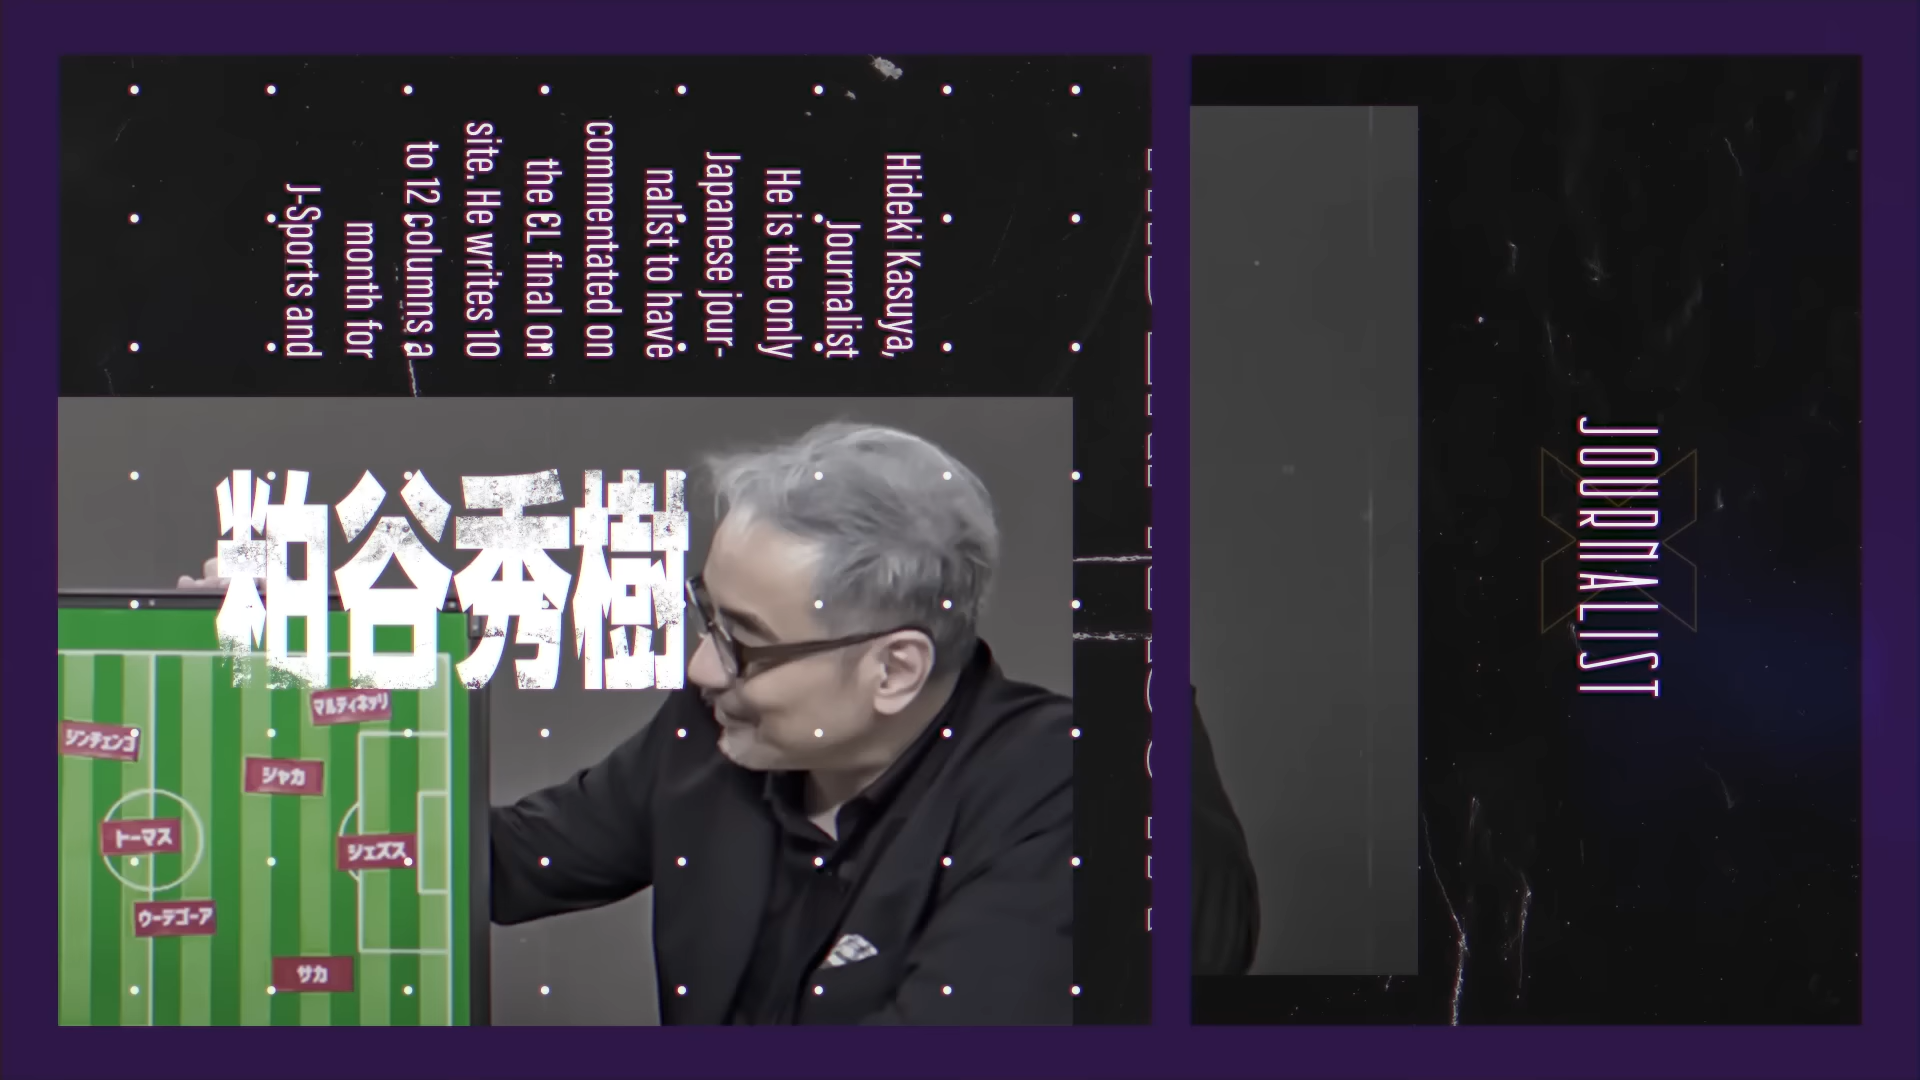 Hideki Kasuya,
Journalist
He is the only
Japanese jour-
nalist to have
commentated on
the CL final on
site. He writes 10
to 12 columns a
month for
J-Sports and
粕谷秀樹
マルティネッリ
ジンチェンコ
ジャカ
トーマス
ジェズス
ウーデゴーア
サカ
JOURNALIST